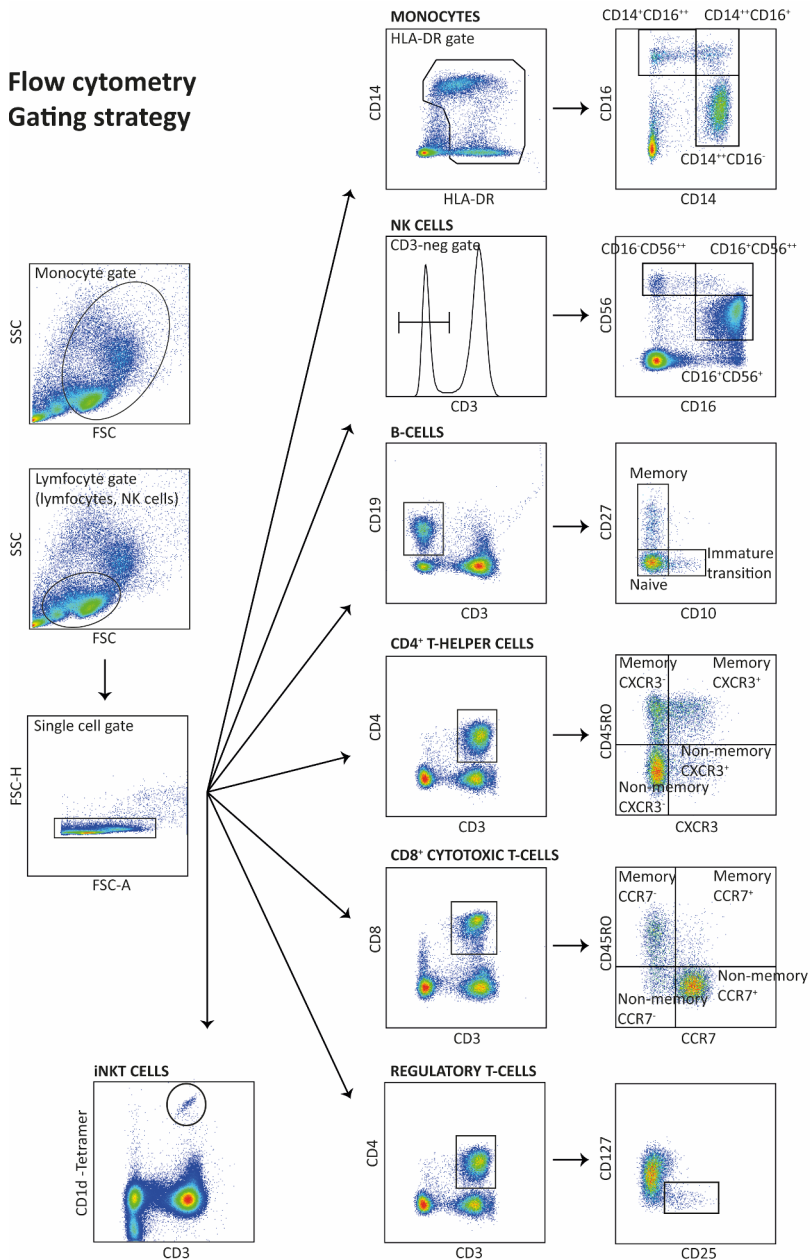 Flow cytometry
Gating strategy
Monocyte gate
SSC
FSC
Lymfocyte gate
(lymfocytes, NK cells)
SSC
FSC
Single cell gate
FSC-H
FSC-A
iNKT CELLS
CD1d -Tetramer
CD3
MONOCYTES
HLA-DR gate
CD14
HLA-DR
CD14⁺CD16⁺⁺
CD14⁺⁺CD16⁺
CD16
CD14⁺⁺CD16⁻
CD14
NK CELLS
CD3-neg gate
CD3
CD16⁻CD56⁺⁺
CD16⁺CD56⁺⁺
CD56
CD16⁺CD56⁺
CD16
B-CELLS
CD19
CD3
Memory
CD27
Immature
transition
Naive
CD10
CD4⁺ T-HELPER CELLS
CD4
CD3
Memory
CXCR3⁻
Memory
CXCR3⁺
CD45RO
Non-memory
CXCR3⁺
Non-memory
CXCR3⁻
CXCR3
CD8⁺ CYTOTOXIC T-CELLS
CD8
CD3
Memory
CCR7⁻
Memory
CCR7⁺
CD45RO
Non-memory
CCR7⁺
Non-memory
CCR7⁻
CCR7
REGULATORY T-CELLS
CD4
CD3
CD127
CD25